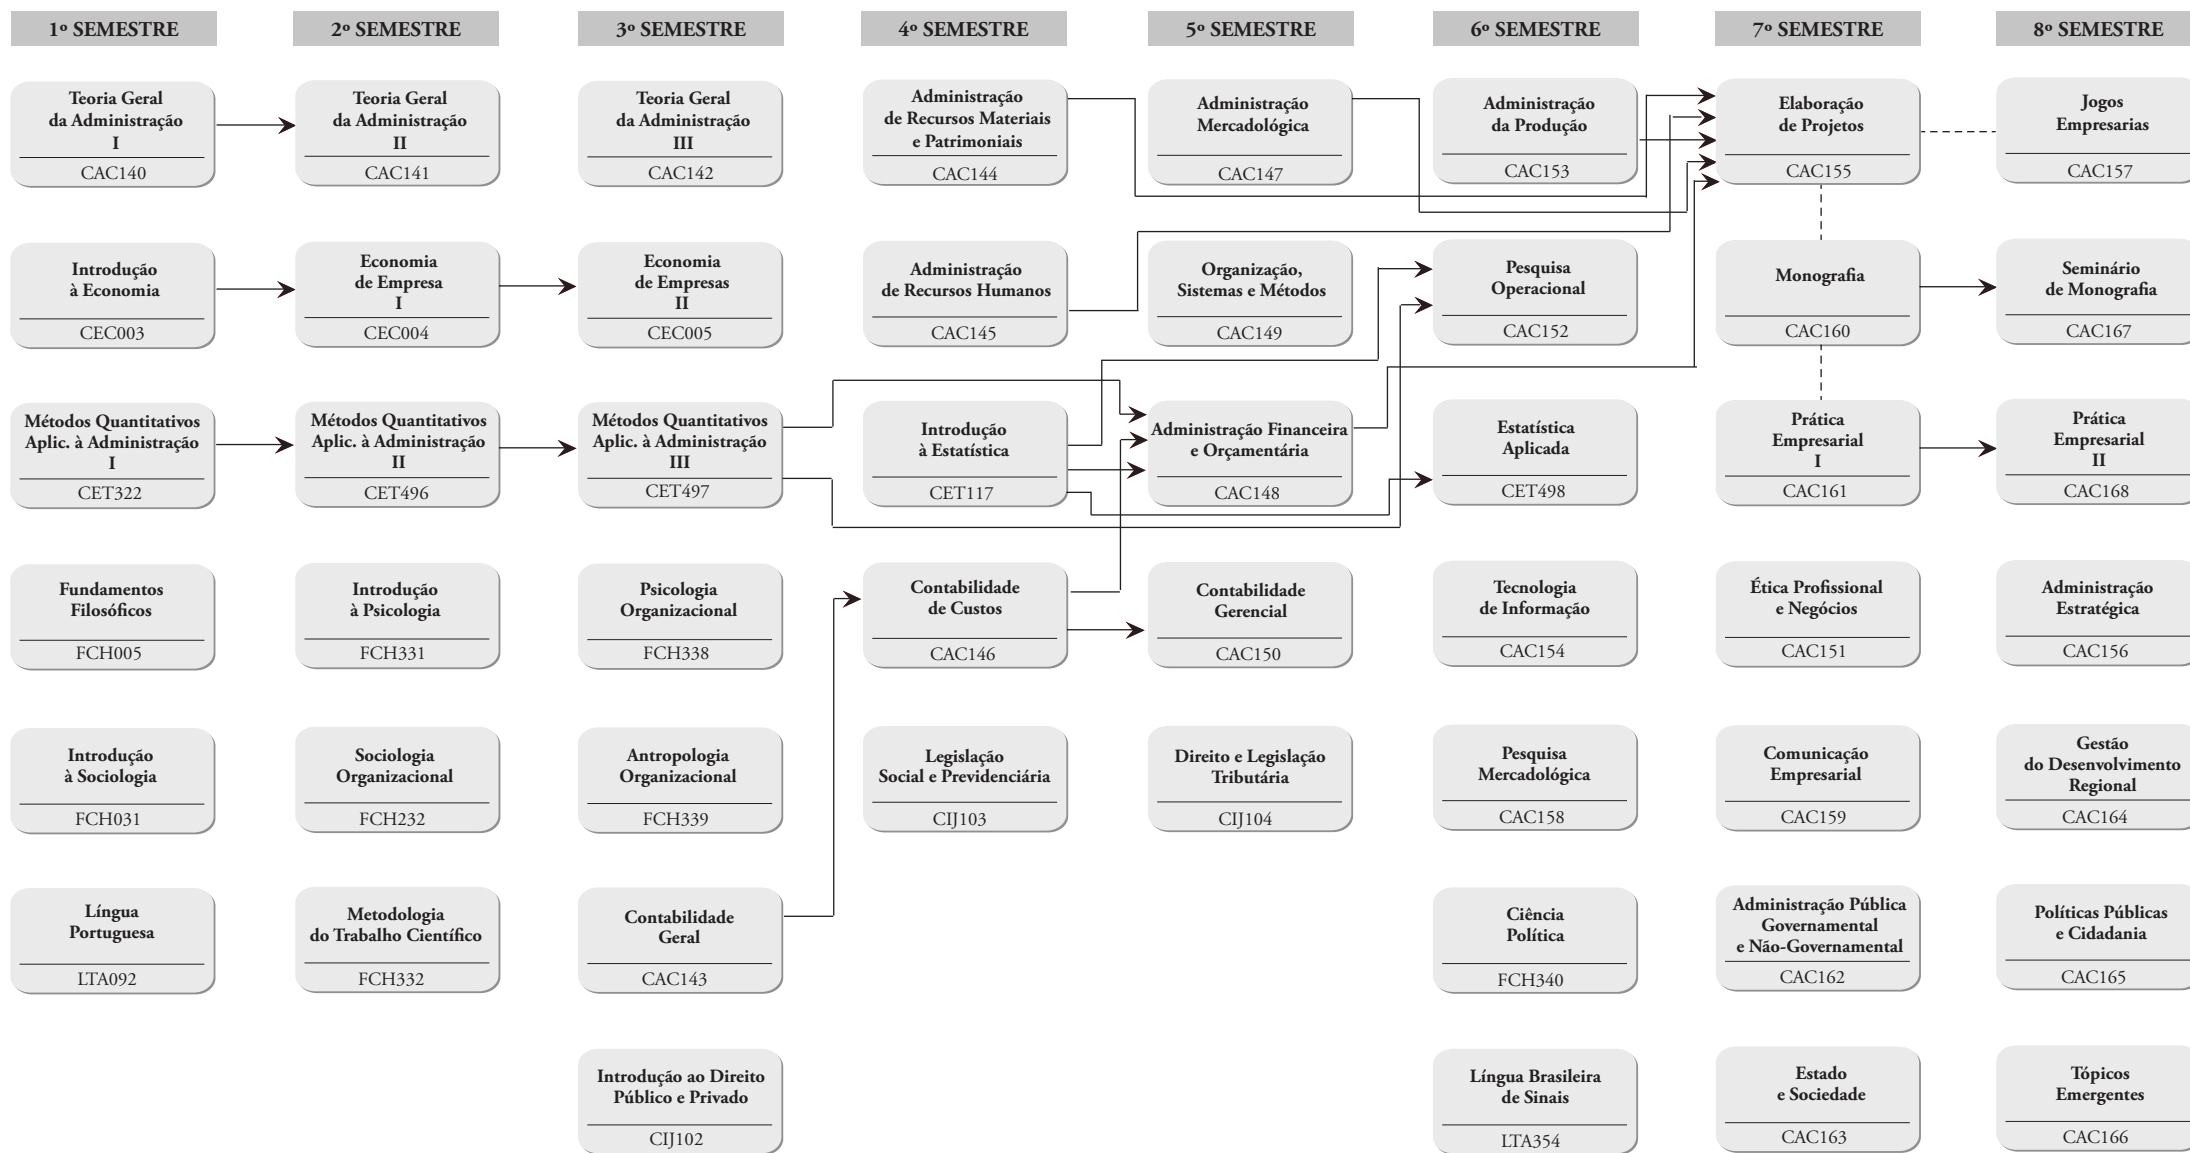 1º SEMESTRE
2º SEMESTRE
3º SEMESTRE
4º SEMESTRE
5º SEMESTRE
6º SEMESTRE
7º SEMESTRE
8º SEMESTRE
Teoria Geral
da Administração
I
CAC140
Teoria Geral
da Administração
II
CAC141
Teoria Geral
da Administração
III
CAC142
Administração
de Recursos Materiais
e Patrimoniais
CAC144
Administração
Mercadológica
CAC147
Administração
da Produção
CAC153
Elaboração
de Projetos
CAC155
Jogos
Empresarias
CAC157
Introdução
à Economia
CEC003
Economia
de Empresa
I
CEC004
Economia
de Empresas
II
CEC005
Administração
de Recursos Humanos
CAC145
Organização,
Sistemas e Métodos
CAC149
Pesquisa
Operacional
CAC152
Monografia
CAC160
Seminário
de Monografia
CAC167
Métodos Quantitativos
Aplic. à Administração
I
CET322
Métodos Quantitativos
Aplic. à Administração
II
CET496
Métodos Quantitativos
Aplic. à Administração
III
CET497
Introdução
à Estatística
CET117
Administração Financeira
e Orçamentária
CAC148
Estatística
Aplicada
CET498
Prática
Empresarial
I
CAC161
Prática
Empresarial
II
CAC168
Fundamentos
Filosóficos
FCH005
Introdução
à Psicologia
FCH331
Psicologia
Organizacional
FCH338
Contabilidade
de Custos
CAC146
Contabilidade
Gerencial
CAC150
Tecnologia
de Informação
CAC154
Ética Profissional
e Negócios
CAC151
Administração
Estratégica
CAC156
Introdução
à Sociologia
FCH031
Sociologia
Organizacional
FCH232
Antropologia
Organizacional
FCH339
Legislação
Social e Previdenciária
CIJ103
Direito e Legislação
Tributária
CIJ104
Pesquisa
Mercadológica
CAC158
Comunicação
Empresarial
CAC159
Gestão
do Desenvolvimento
Regional
CAC164
Língua
Portuguesa
LTA092
Metodologia
do Trabalho Científico
FCH332
Contabilidade
Geral
CAC143
Ciência
Política
FCH340
Administração Pública
Governamental
e Não-Governamental
CAC162
Políticas Públicas
e Cidadania
CAC165
Introdução ao Direito
Público e Privado
CIJ102
Língua Brasileira
de Sinais
LTA354
Estado
e Sociedade
CAC163
Tópicos
Emergentes
CAC166